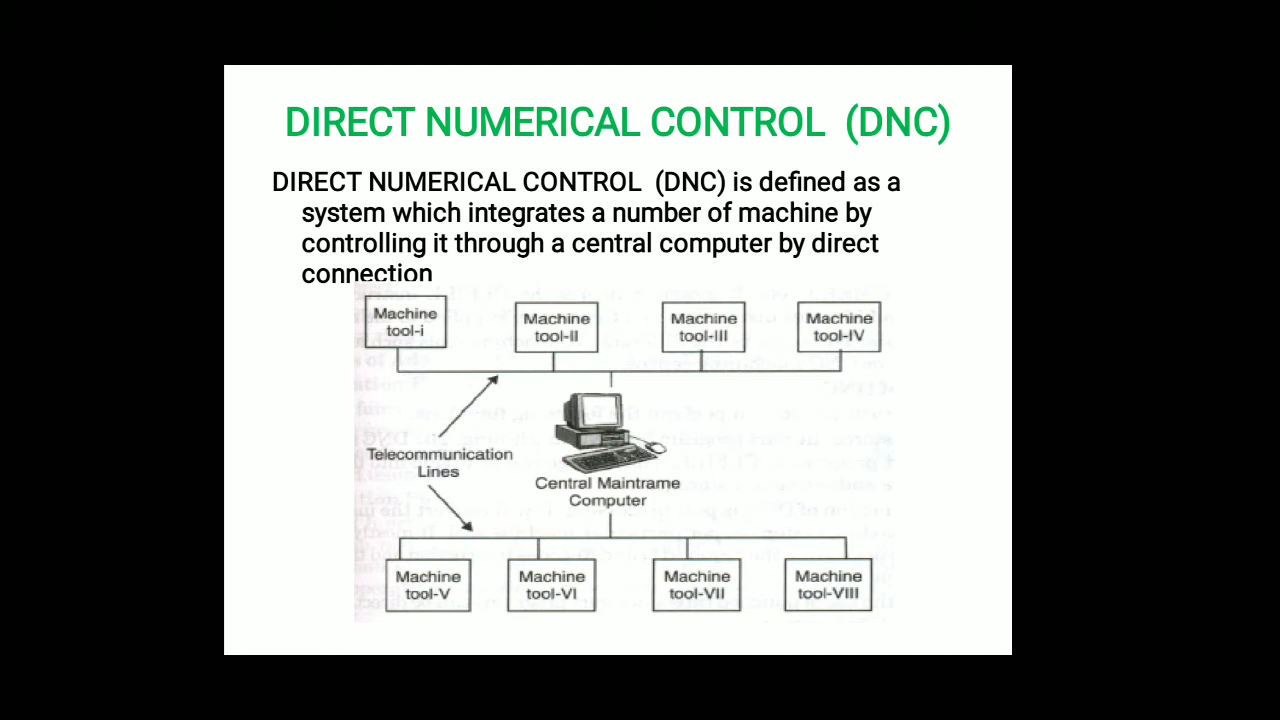 DIRECT NUMERICAL CONTROL (DNC)
DIRECT NUMERICAL CONTROL (DNC) is defined as a
system which integrates a number of machine by
controlling it through a central computer by direct
connection
Machine
tool-i
Machine
tool-II
Machine
tool-III
Machine
tool-IV
Telecommunication
Lines
Central Maintrame
Computer
Machine
tool-V
Machine
tool-VI
Machine
tool-VII
Machine
tool-VIII